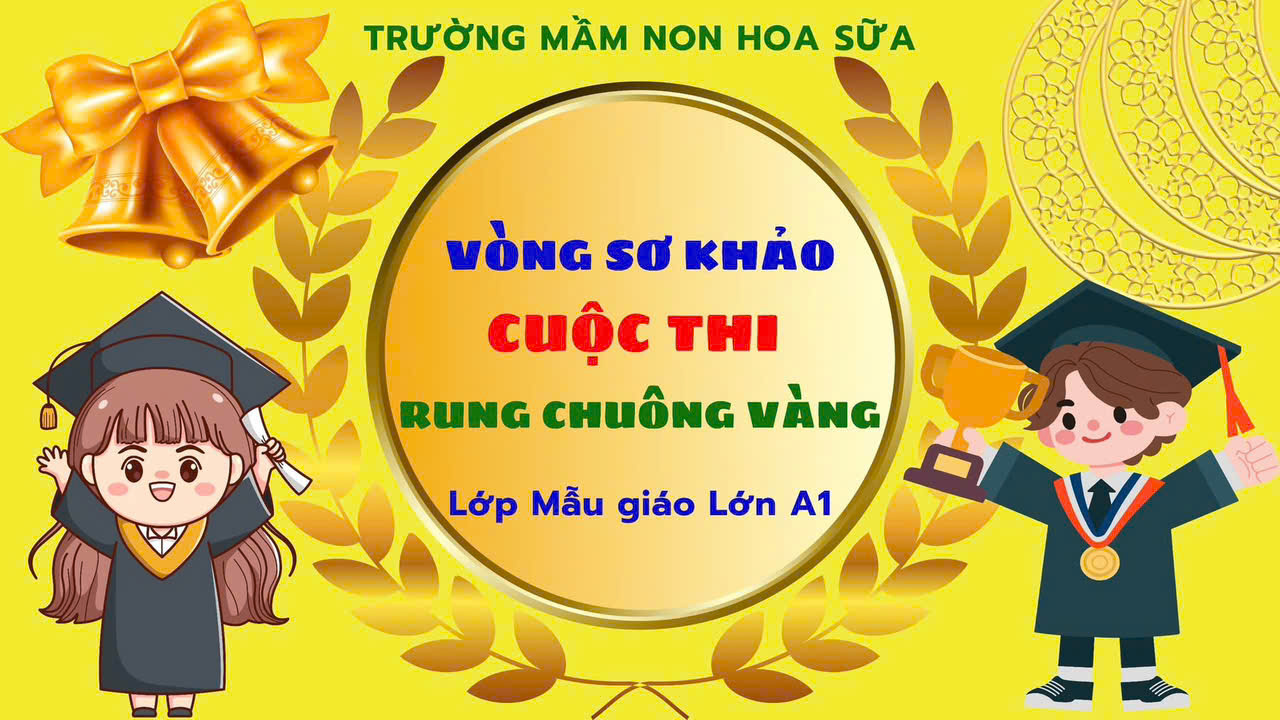 TRƯỜNG MẦM NON HOA SỮA
VÒNG SƠ KHẢO
CUỘC THI
RUNG CHUÔNG VÀNG
Lớp Mẫu giáo Lớn A1